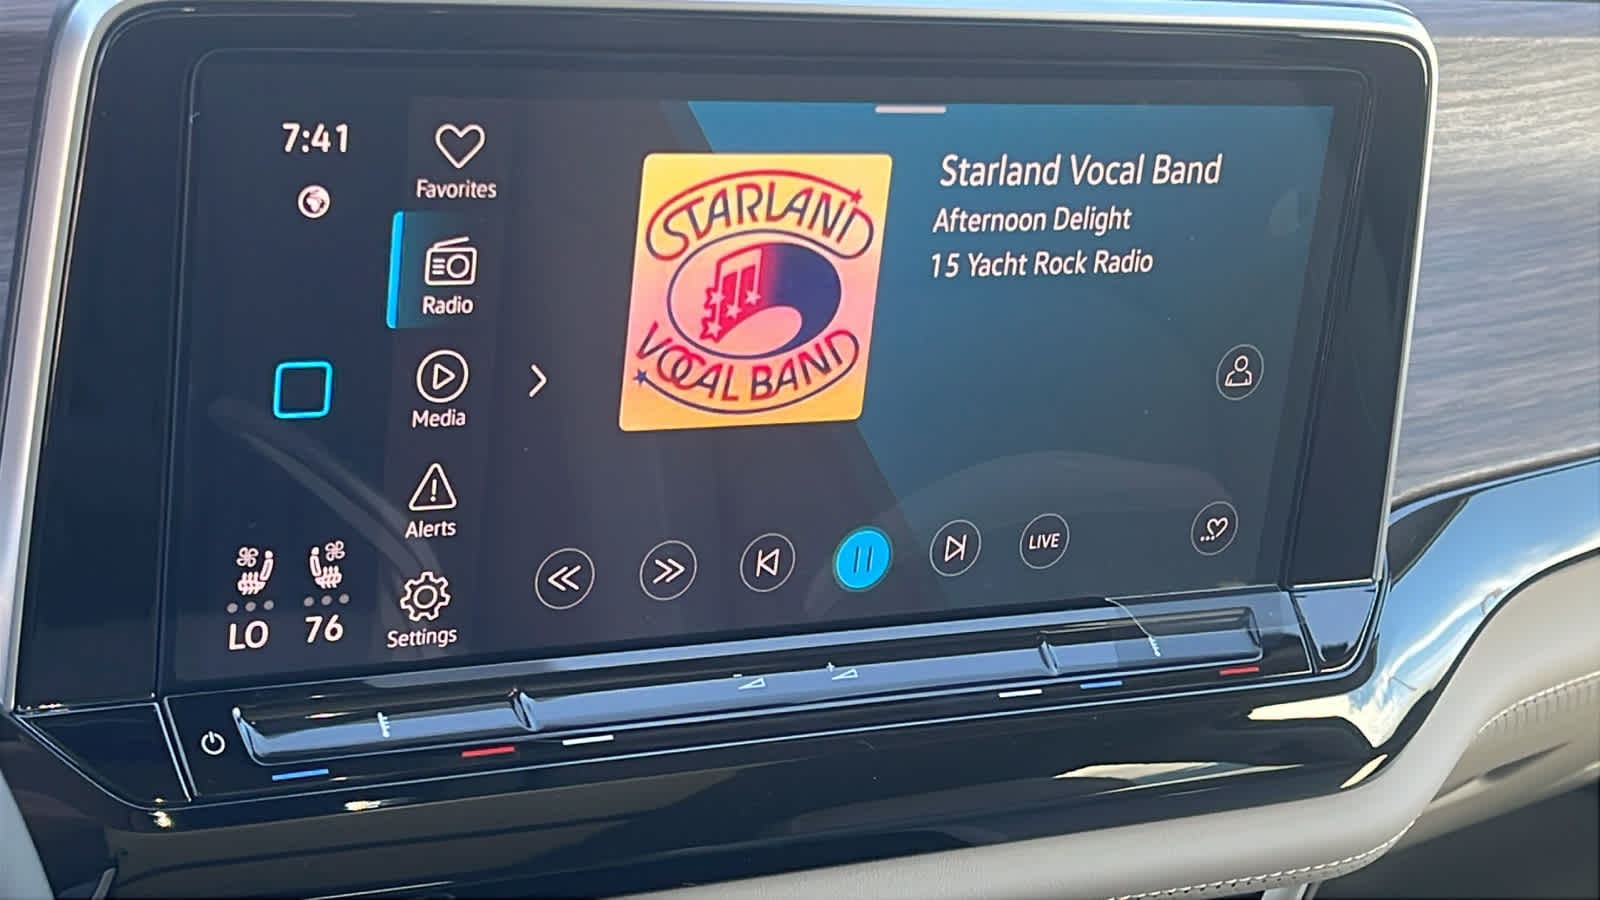 7:41
Favorites
Radio
Media
Alerts
Settings
LO
76
STARLAND
VOCAL BAND
Starland Vocal Band
Afternoon Delight
15 Yacht Rock Radio
LIVE